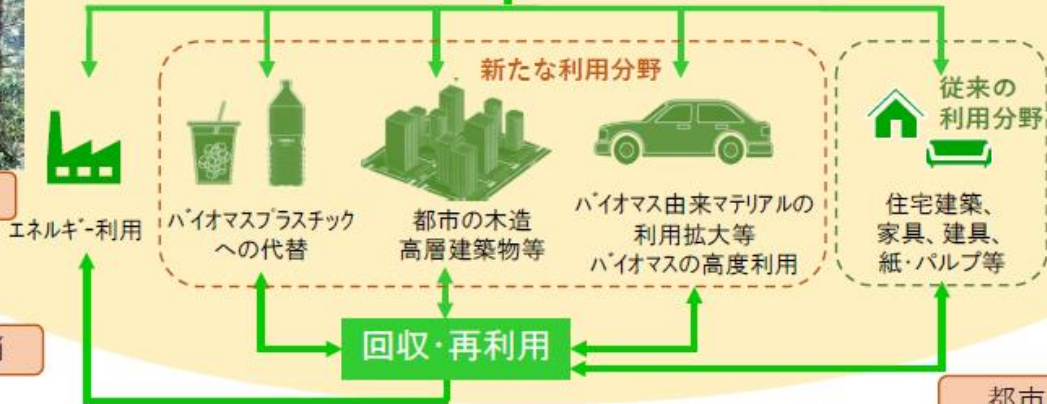 新たな利用分野
従来の
利用分野
エネルギー利用
バイオマスプラスチック
への代替
都市の木造
高層建築物等
バイオマス由来マテリアルの
利用拡大等
バイオマスの高度利用
住宅建築、
家具、建具、
紙・パルプ等
回収・再利用
都市